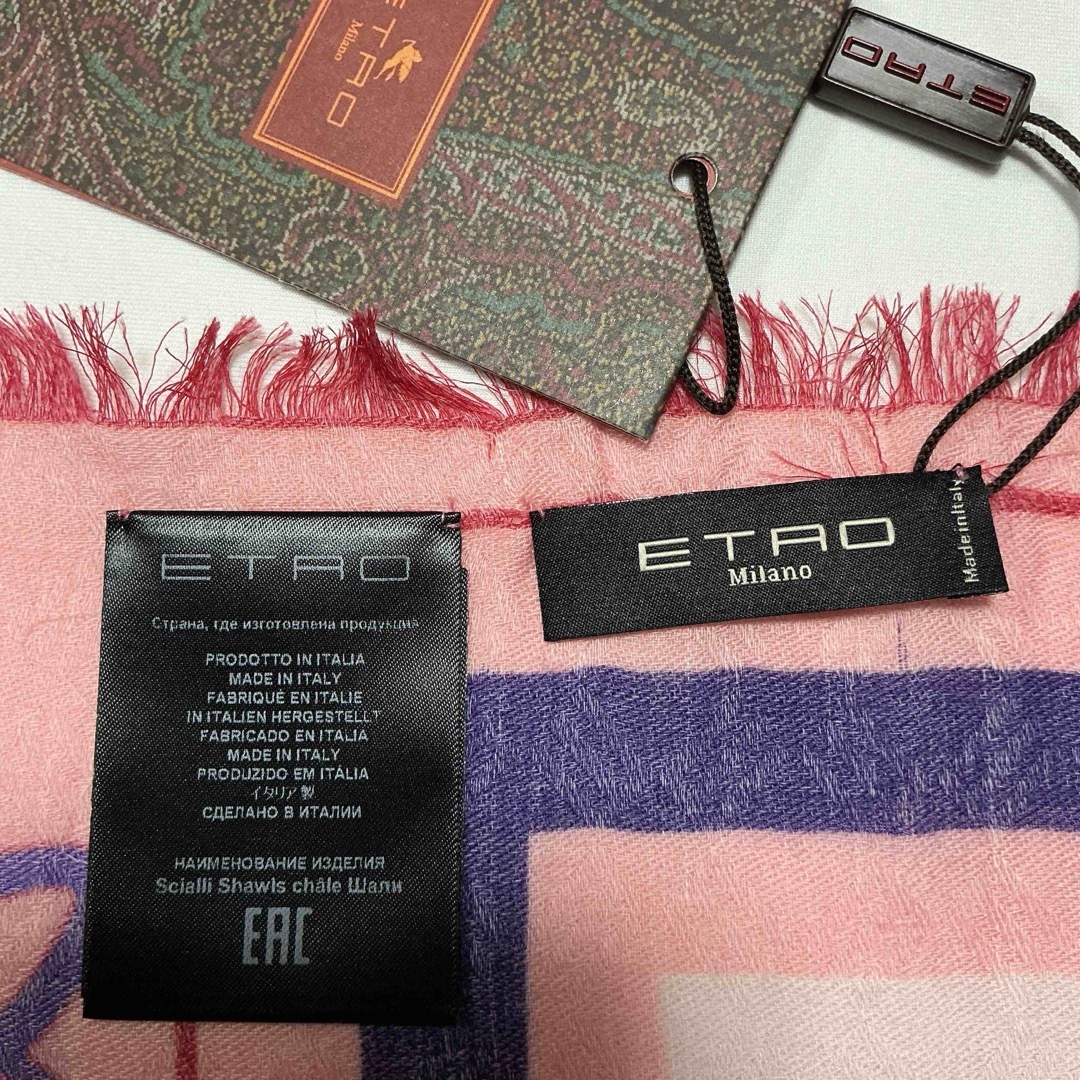 ETRO
Milano
ETRO
ETRO
Milano
Made in Italy
ETRO
Страна, где изготовлена продукция
PRODOTTO IN ITALIA
MADE IN ITALY
FABRIQUÉ EN ITALIE
IN ITALIEN HERGESTELLT
FABRICADO EN ITALIA
MADE IN ITALY
PRODUZIDO EM ITÁLIA
イタリア製
СДЕЛАНО В ИТАЛИИ
НАИМЕНОВАНИЕ ИЗДЕЛИЯ
Scialli Shawls châle Шали
EAC